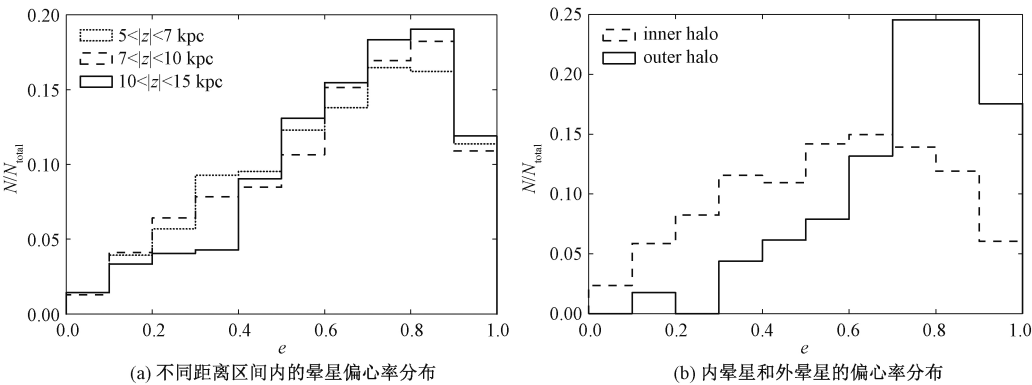 0.20
0.15
0.10
0.05
0.00
N/N_total
5<|z|<7 kpc
7<|z|<10 kpc
10<|z|<15 kpc
0.0 0.2 0.4 0.6 0.8 1.0
e
(a) 不同距离区间内的晕星偏心率分布
0.25
0.20
0.15
0.10
0.05
0.00
N/N_total
inner halo
outer halo
0.0 0.2 0.4 0.6 0.8 1.0
e
(b) 内晕星和外晕星的偏心率分布